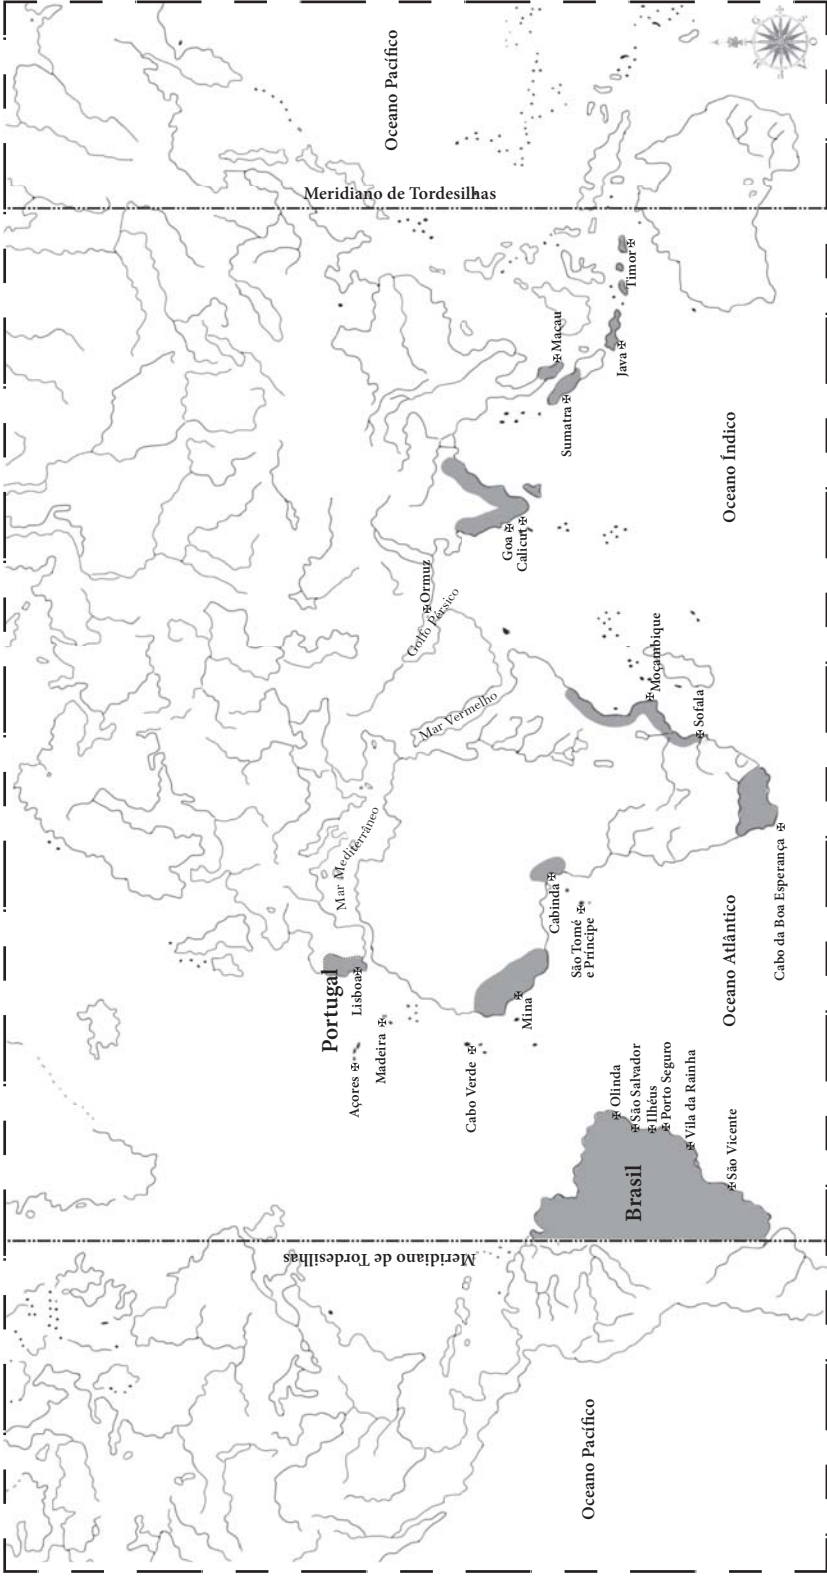 Oceano Pacífico
Meridiano de Tordesilhas
Brasil
Olinda
São Salvador
Ilhéus
Porto Seguro
Vila da Rainha
São Vicente
Portugal
Lisboa
Açores
Madeira
Cabo Verde
Mina
Cabinda
São Tomé
e Príncipe
Oceano Atlântico
Cabo da Boa Esperança
Mar Mediterrâneo
Mar Vermelho
Golfo Pérsico
Ormuz
Moçambique
Sofala
Goa
Calicut
Oceano Índico
Sumatra
Macau
Java
Timor
Meridiano de Tordesilhas
Oceano Pacífico